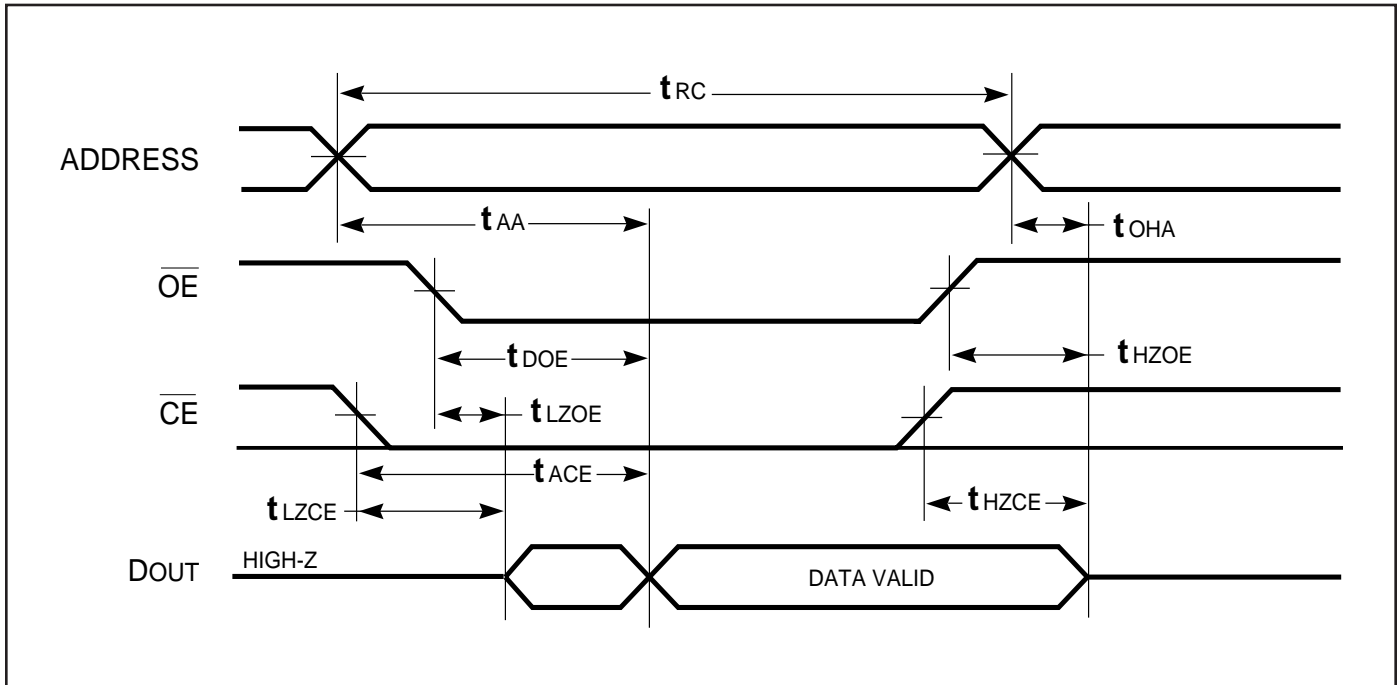 tRC
ADDRESS
tAA
tOHA
OE
tDOE
tHZOE
CE
tLZOE
tACE
tLZCE
tHZCE
DOUT
HIGH-Z
DATA VALID